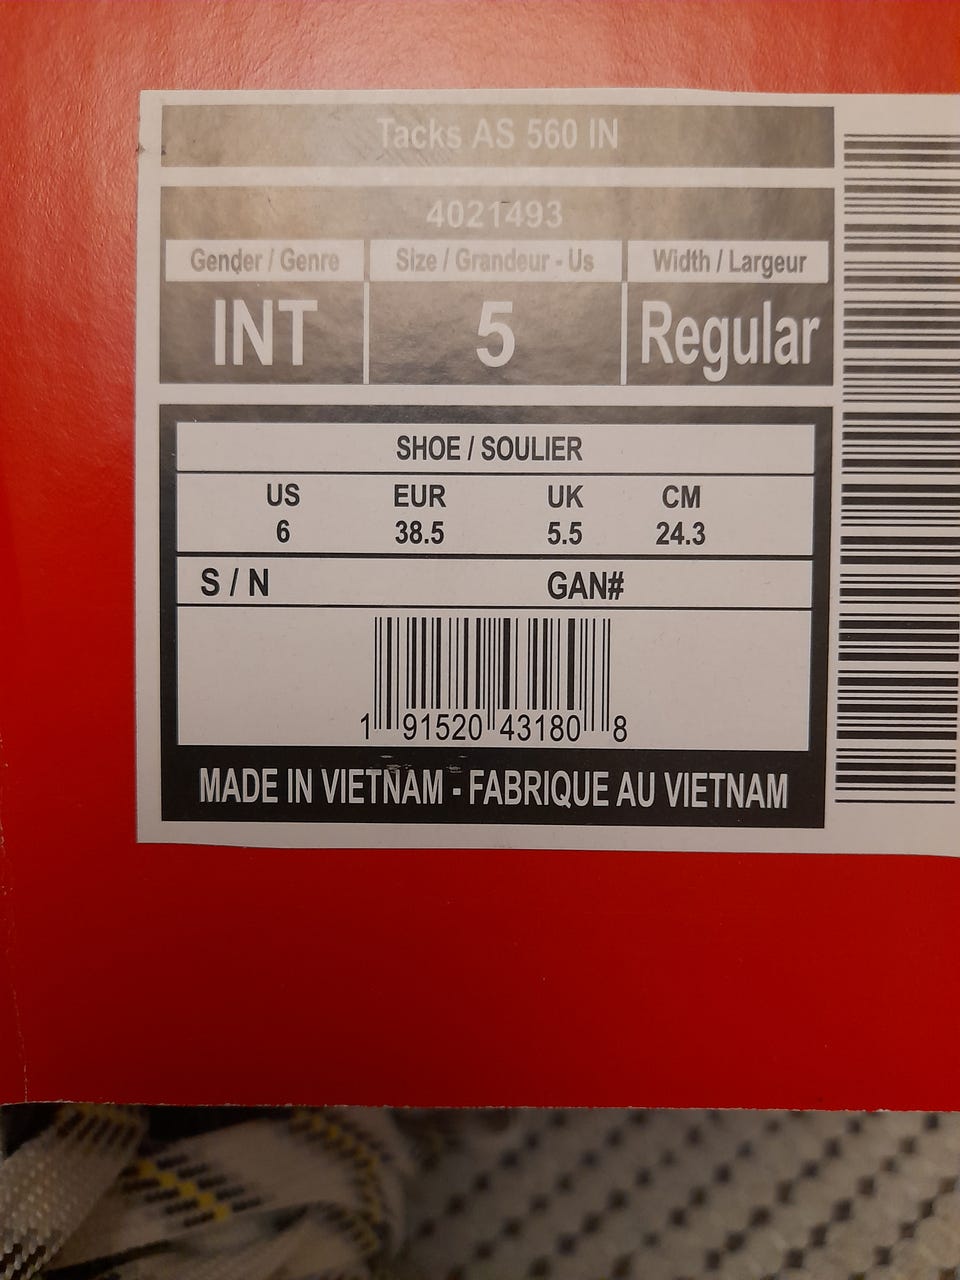 Tacks AS 560 IN
4021493
Gender / Genre Size / Grandeur - Us Width / Largeur
INT 5 Regular
SHOE / SOULIER
US EUR UK CM
6 38.5 5.5 24.3
S / N GAN#
1 91520 43180 8
MADE IN VIETNAM - FABRIQUE AU VIETNAM